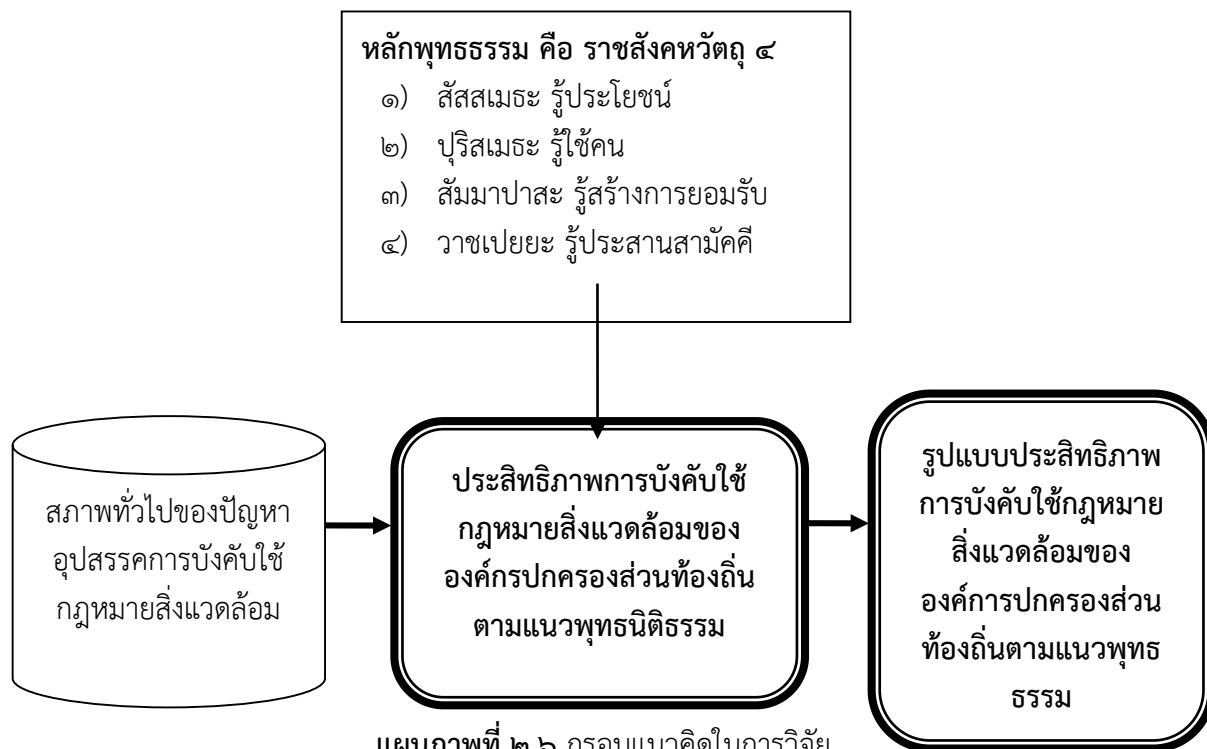 หลักพุทธธรรม คือ ราชสังคหวัตถุ ๔
๑) สัสสเมธะ รู้ประโยชน์
๒) ปุริสเมธะ รู้ใช้คน
๓) สัมมาปาสะ รู้สร้างการยอมรับ
๔) วาชเปยยะ รู้ประสานสามัคคี
สภาพทั่วไปของปัญหา
อุปสรรคการบังคับใช้
กฎหมายสิ่งแวดล้อม
ประสิทธิภาพการบังคับใช้
กฎหมายสิ่งแวดล้อมของ
องค์กรปกครองส่วนท้องถิ่น
ตามแนวพุทธนิติธรรม
รูปแบบประสิทธิภาพ
การบังคับใช้กฎหมาย
สิ่งแวดล้อมของ
องค์การปกครองส่วน
ท้องถิ่นตามแนวพุทธ
ธรรม
แผนภาพที่ ๒.๖ กรอบแนวคิดในการวิจัย